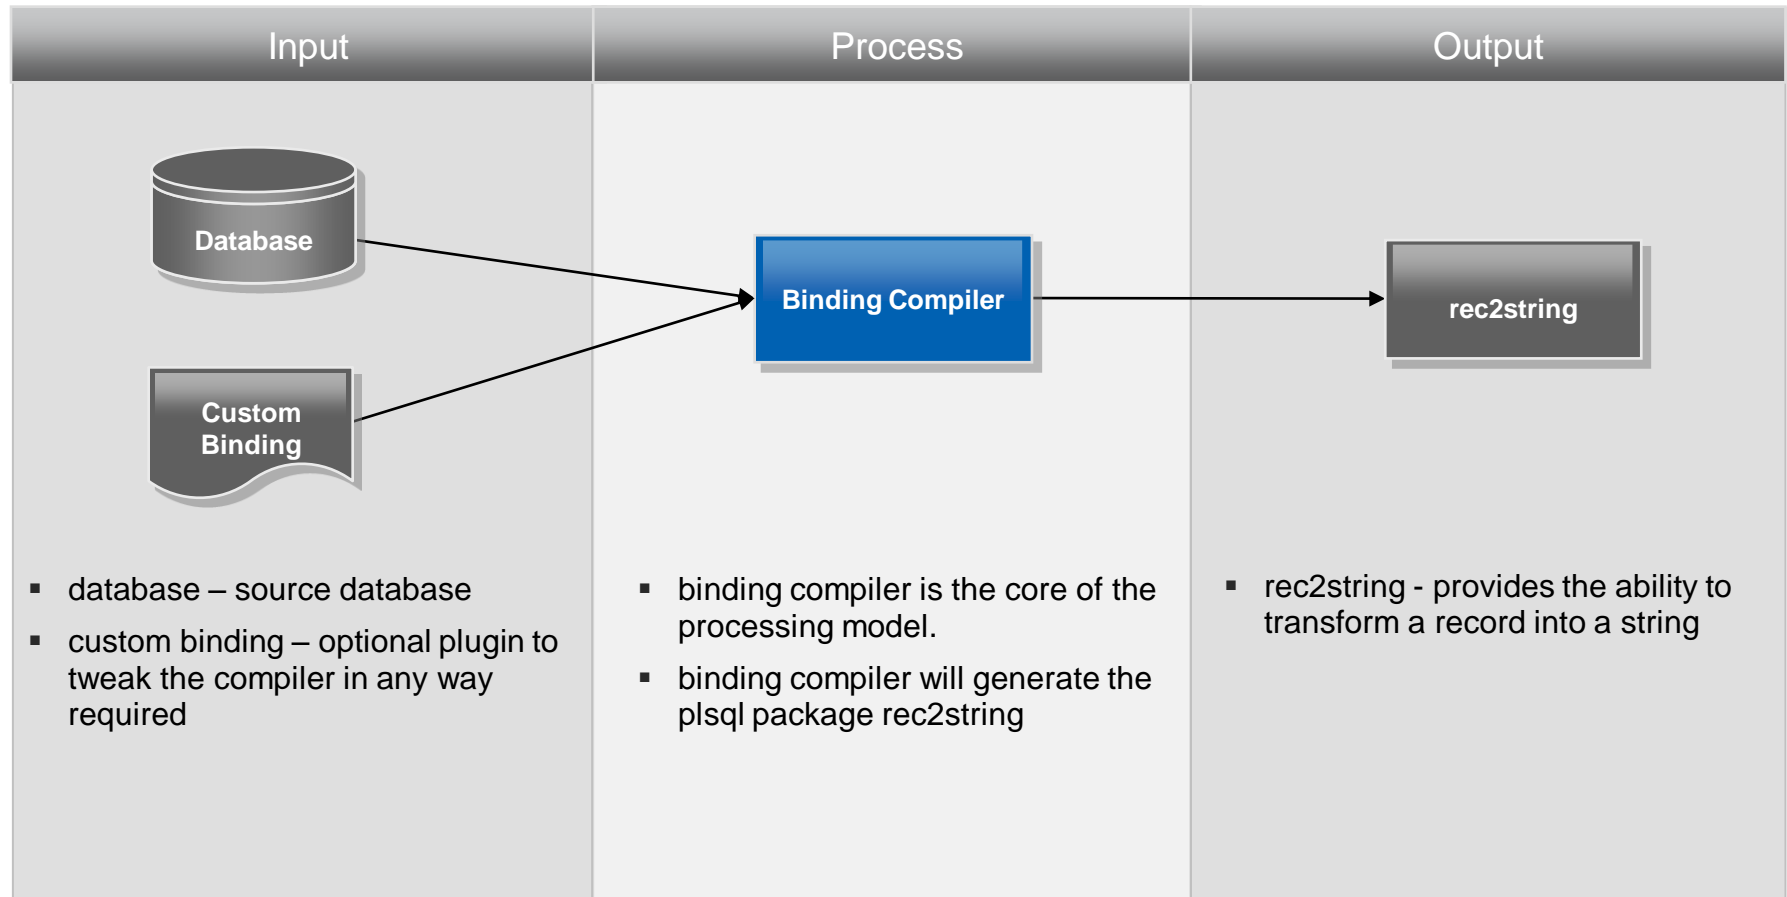 Input
Process
Output
Database
Custom
Binding
Binding Compiler
rec2string
▪ database – source database
▪ custom binding – optional plugin to
tweak the compiler in any way
required
▪ binding compiler is the core of the
processing model.
▪ binding compiler will generate the
plsql package rec2string
▪ rec2string - provides the ability to
transform a record into a string